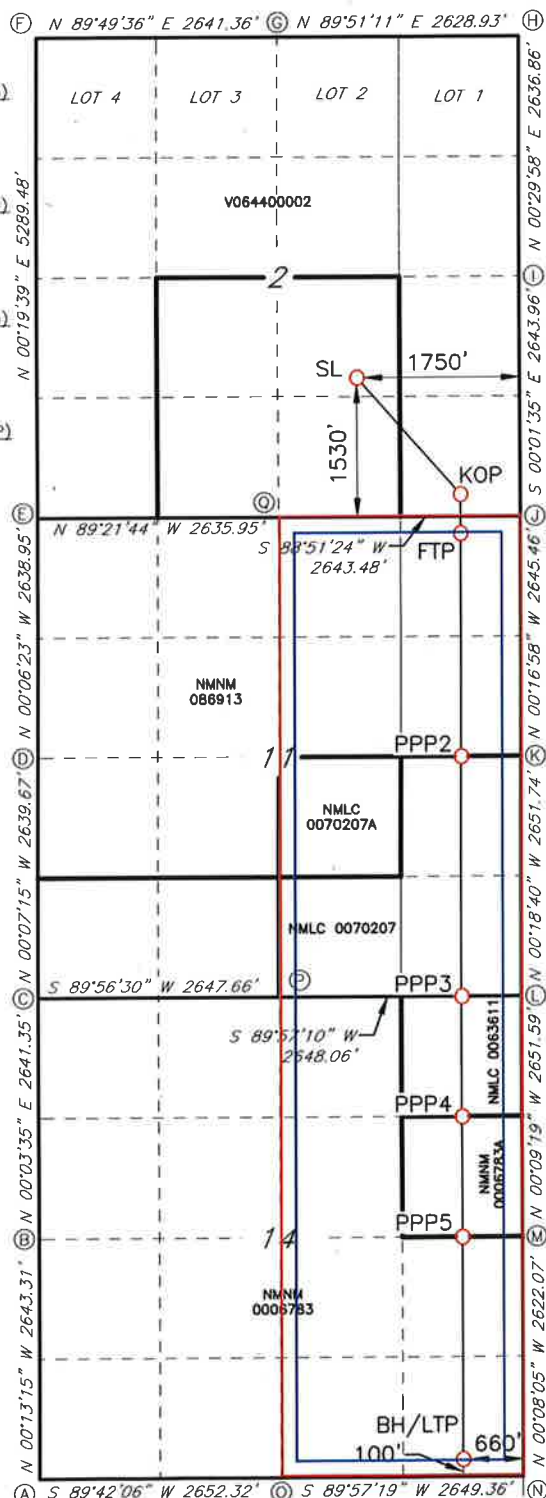 F N 89°49'36" E 2641.36' G N 89°51'11" E 2628.93' H
LOT 4 LOT 3 LOT 2 LOT 1
N 00°29'58" E 2636.86'
V064400002
N 00°19'39" E 5289.48'
2
I
SL 1750'
1530'
S 00°01'35" E 2643.96'
KOP
E Q J
N 89°21'44" W 2635.95'
S 88°51'24" W
2643.48'
FTP
N 00°06'23" W 2638.95'
N 00°16'58" W 2645.46'
NMNM
086913
D 11 PPP2 K
NMLC
0070207A
N 00°07'15" W 2639.67'
N 00°18'40" W 2651.74'
NMLC 0070207
C S 89°56'30" W 2647.66' P PPP3 L
S 89°57'10" W
2648.06'
NMLC 0063611
N 00°03'35" E 2641.35'
N 00°09'19" W 2651.59'
PPP4
NMNM
0006783A
PPP5
B 14 M
NMNM
0006783
N 00°13'15" W 2643.31'
N 00°08'05" W 2622.07'
BH/LTP
100' 660'
A S 89°42'06" W 2652.32' O S 89°57'19" W 2649.36' N